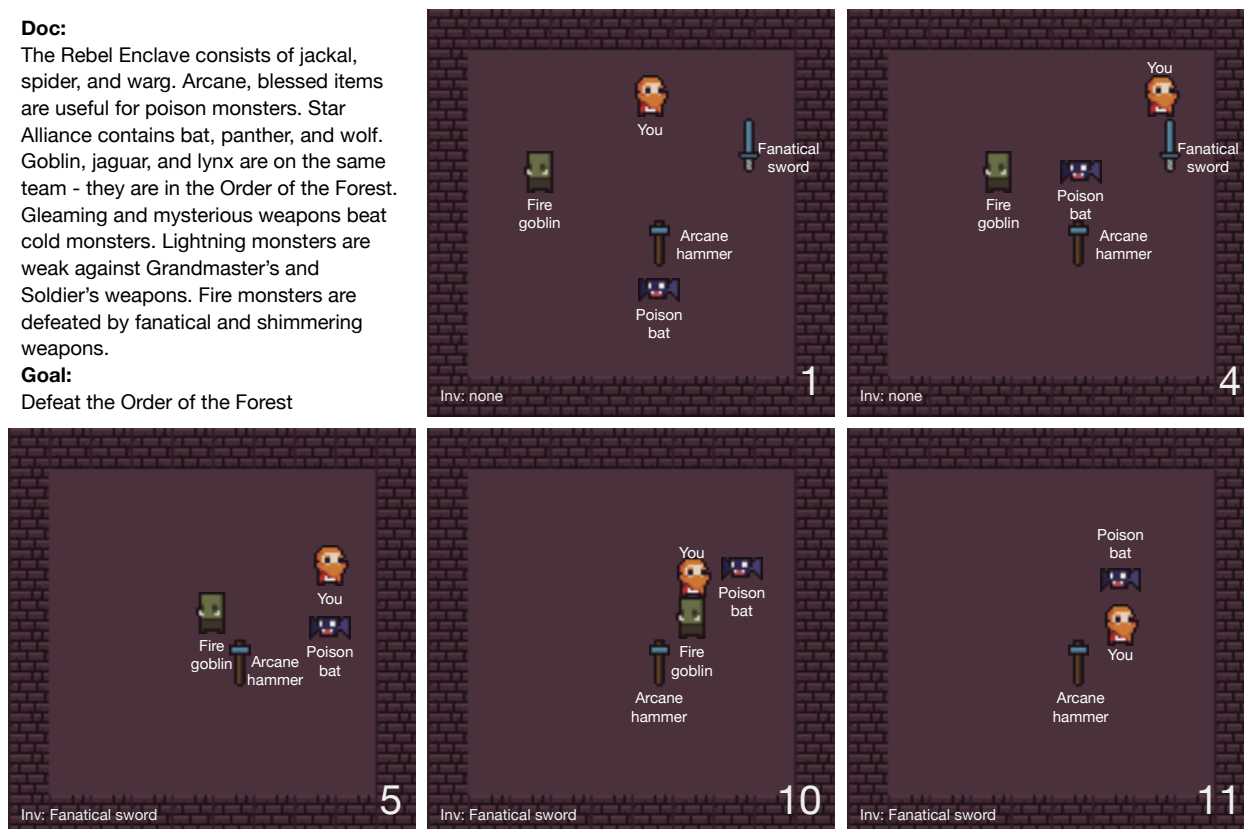 Doc:
The Rebel Enclave consists of jackal,
spider, and warg. Arcane, blessed items
are useful for poison monsters. Star
Alliance contains bat, panther, and wolf.
Goblin, jaguar, and lynx are on the same
team - they are in the Order of the Forest.
Gleaming and mysterious weapons beat
cold monsters. Lightning monsters are
weak against Grandmaster’s and
Soldier’s weapons. Fire monsters are
defeated by fanatical and shimmering
weapons.
Goal:
Defeat the Order of the Forest
You
Fanatical
sword
Fire
goblin
Arcane
hammer
Poison
bat
Inv: none
1
You
Fanatical
sword
Fire
goblin
Poison
bat
Arcane
hammer
Inv: none
4
You
Fire
goblin
Arcane
hammer
Poison
bat
Inv: Fanatical sword
5
You
Poison
bat
Fire
goblin
Arcane
hammer
Inv: Fanatical sword
10
Poison
bat
You
Arcane
hammer
Inv: Fanatical sword
11